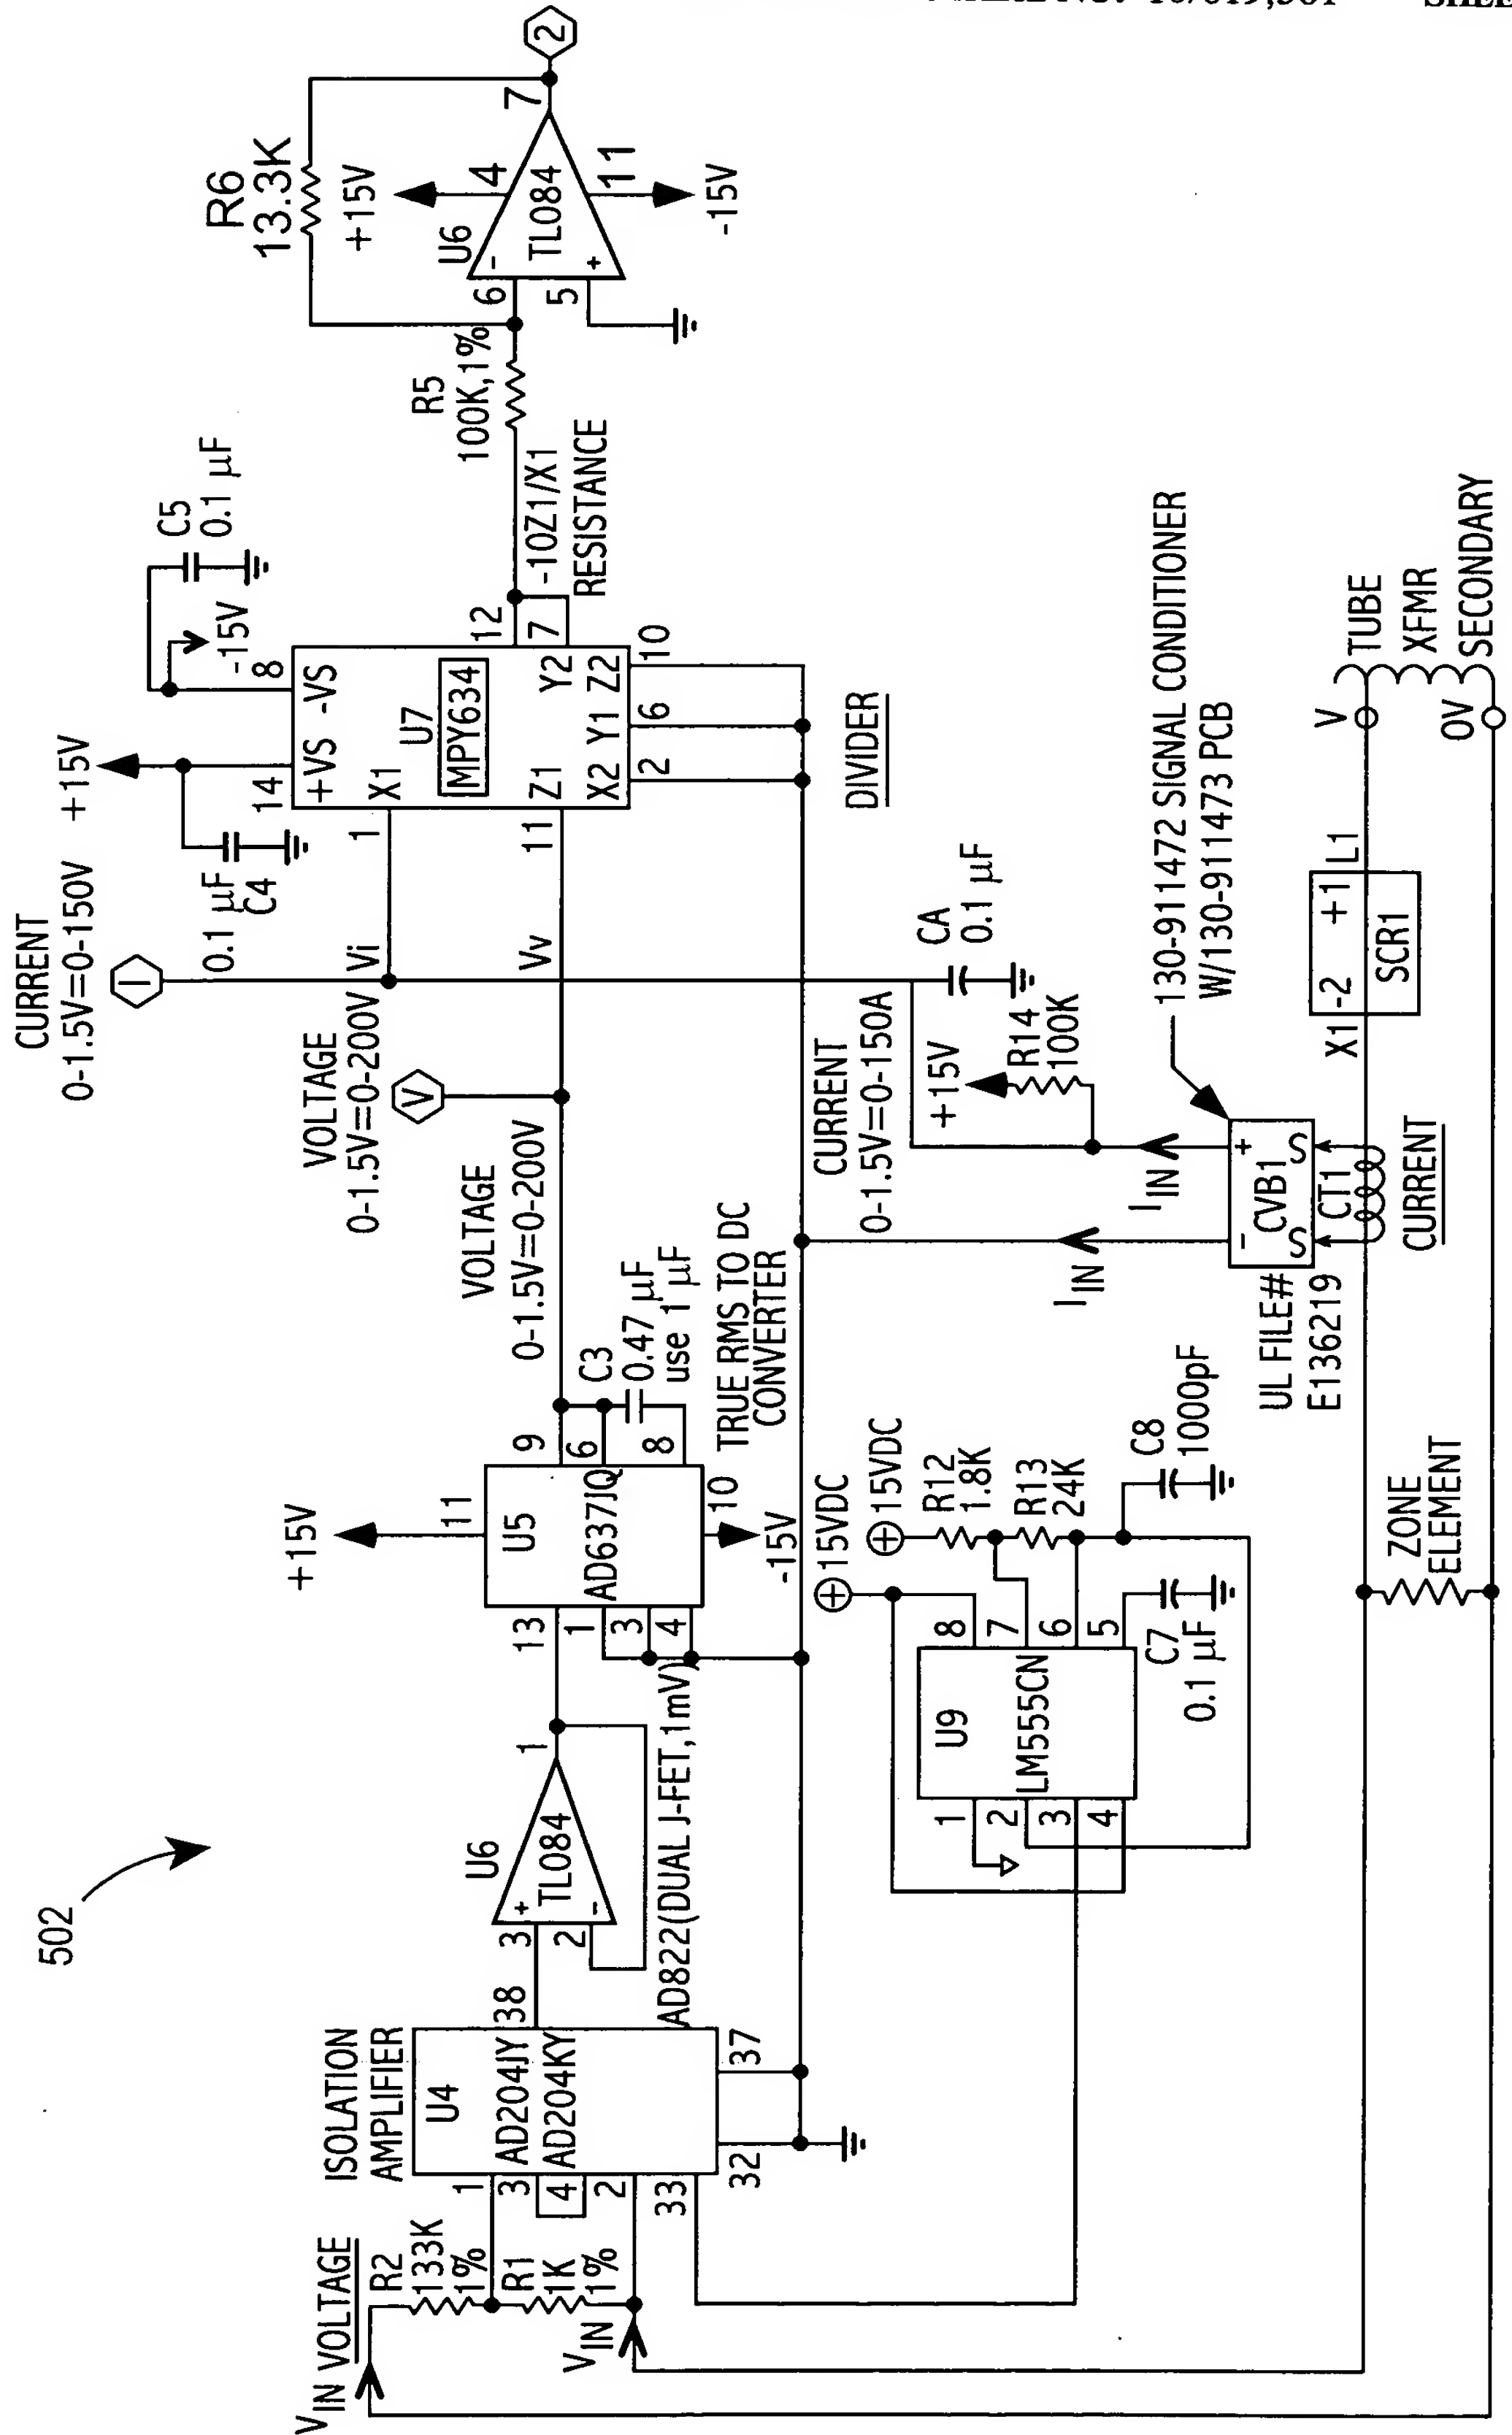 502
CURRENT
0-1.5V=0-150V
I
+15V
0.1 µF
C4
-15V
C5
0.1 µF
14
8
+VS
-VS
U7
MPY634
X1
Z1
X2
Y1
Z2
Y2
1
11
2
6
10
12
7
DIVIDER
-10Z1/X1
RESISTANCE
R5
100K,1%
R6
13.3K
+15V
-15V
U6
TL084
-
+
6
5
4
11
7
2
Vi
Vv
VOLTAGE
0-1.5V=0-200V
V
VOLTAGE
0-1.5V=0-200V
CA
0.1 µF
CURRENT
0-1.5V=0-150A
+15V
R14
100K
+15V
11
U5
AD637JQ
13
1
3
4
9
6
8
10
-15V
C3
0.47 µF
use 1 µF
TRUE RMS TO DC
CONVERTER
U6
TL084
+
-
3
2
1
AD822(DUAL J-FET,1mV)
ISOLATION
AMPLIFIER
U4
AD204JY
AD204KY
38
37
32
33
1
3
4
2
VIN VOLTAGE
R2
133K
1%
R1
1K
1%
VIN
+ 15VDC
+ 15VDC
R12
1.8K
R13
24K
C8
1000pF
C7
0.1 µF
U9
LM555CN
8
7
6
5
1
2
3
4
IIN
IIN
130-911472 SIGNAL CONDITIONER
W/130-911473 PCB
-
+
CVB1
S
S
CT1
CURRENT
UL FILE#
E136219
X1
-2
+1
L1
SCR1
V
0V
TUBE
XFMR
SECONDARY
ZONE
ELEMENT